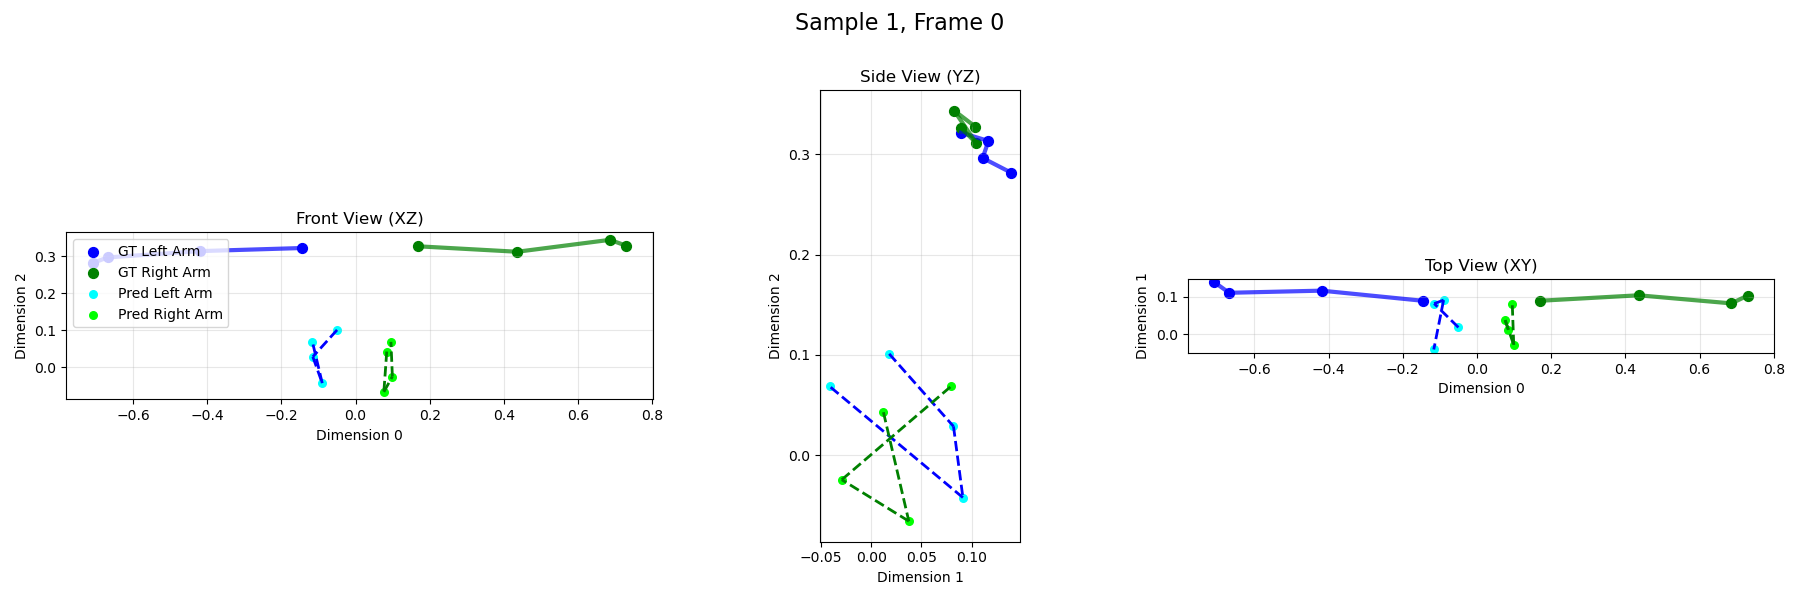 Sample 1, Frame 0
Front View (XZ)
GT Left Arm
GT Right Arm
Pred Left Arm
Pred Right Arm
0.3
0.2
0.1
0.0
Dimension 2
−0.6 −0.4 −0.2 0.0 0.2 0.4 0.6 0.8
Dimension 0
Side View (YZ)
0.3
0.2
0.1
0.0
Dimension 2
−0.05 0.00 0.05 0.10
Dimension 1
Top View (XY)
0.1
0.0
Dimension 1
−0.6 −0.4 −0.2 0.0 0.2 0.4 0.6 0.8
Dimension 0